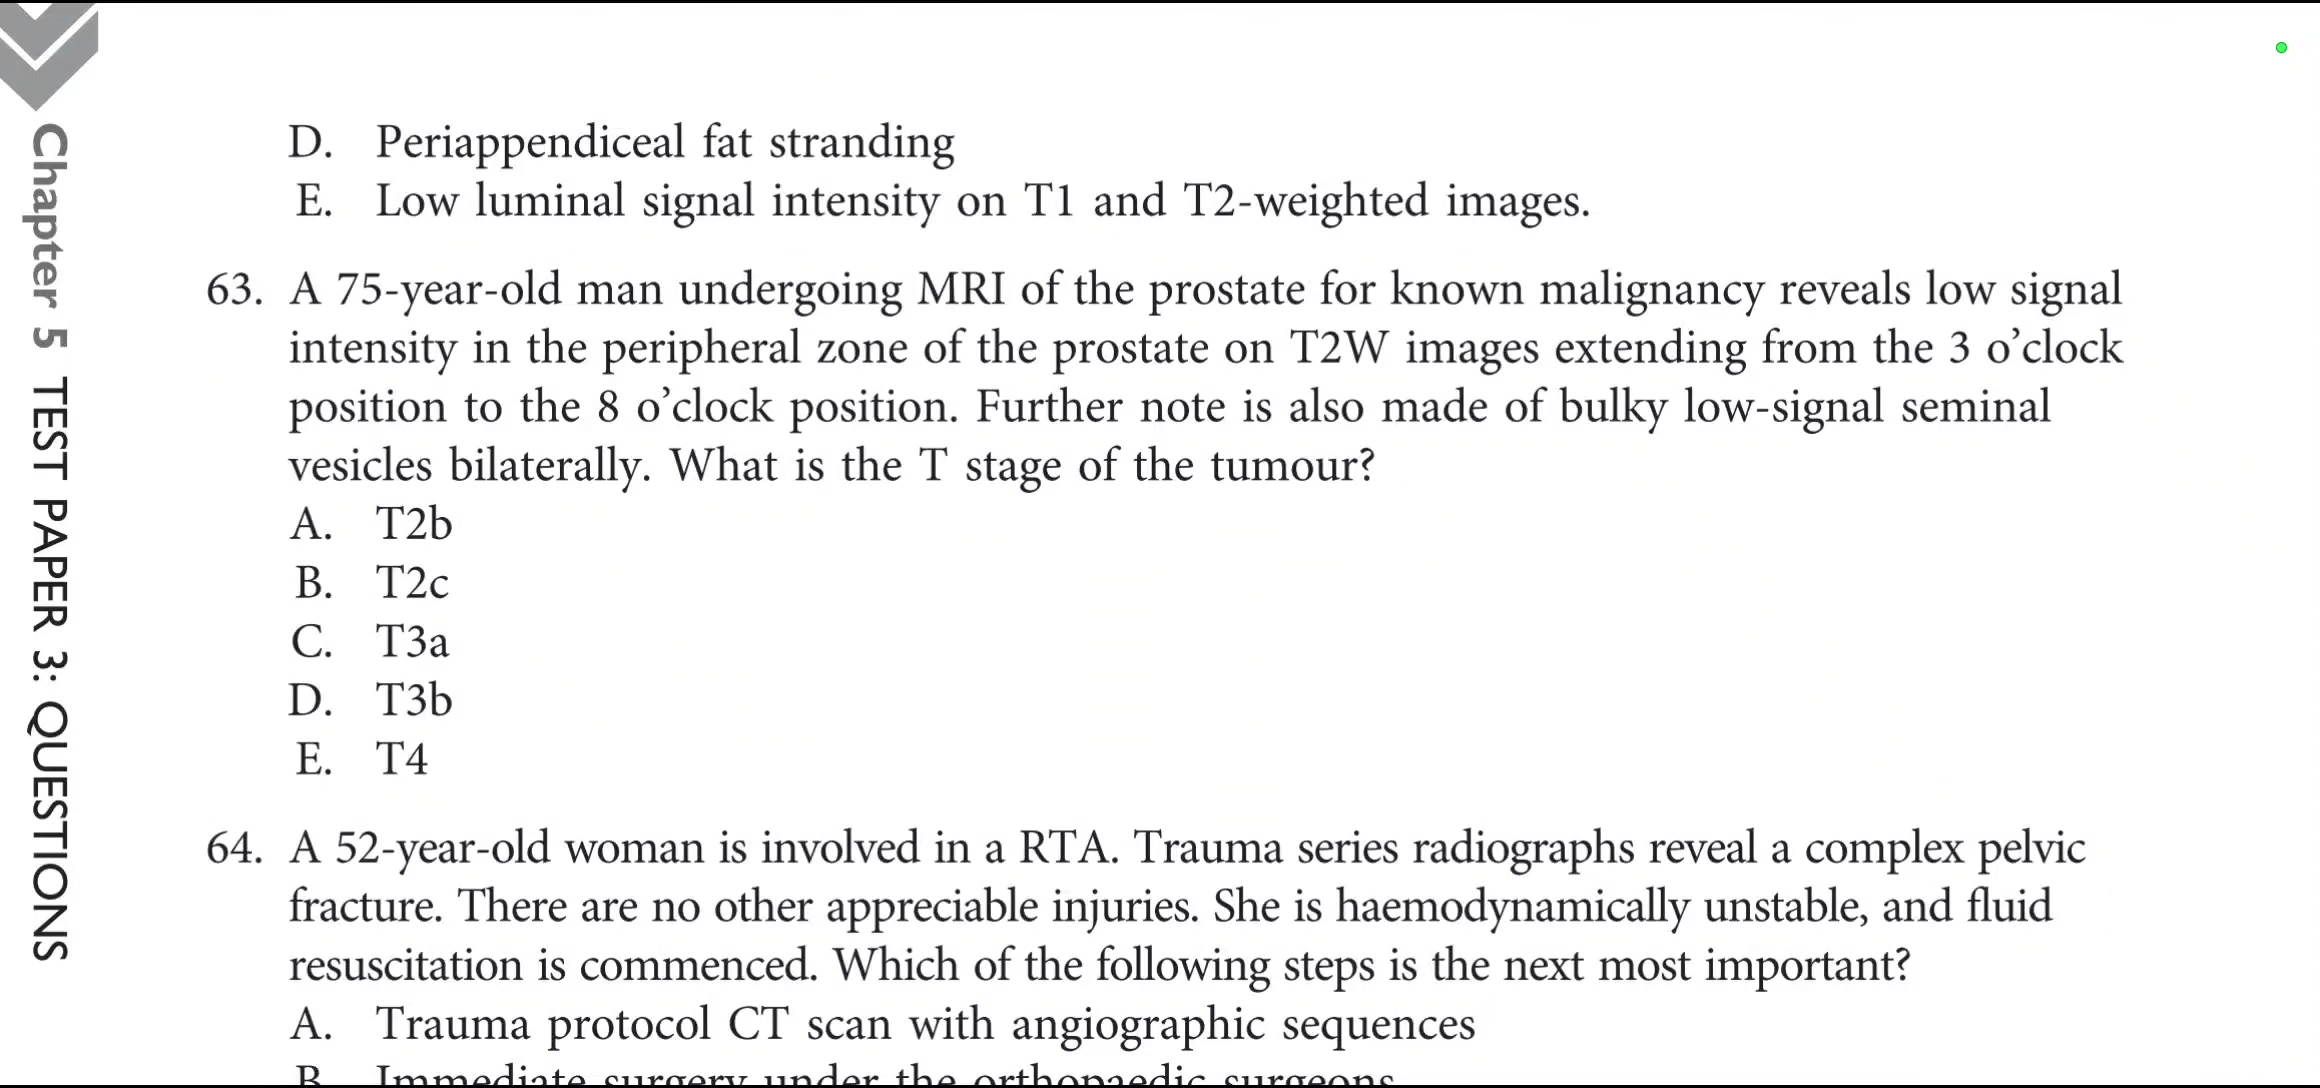 Chapter 5 TEST PAPER 3: QUESTIONS
D. Periappendiceal fat stranding
E. Low luminal signal intensity on T1 and T2-weighted images.
63. A 75-year-old man undergoing MRI of the prostate for known malignancy reveals low signal
intensity in the peripheral zone of the prostate on T2W images extending from the 3 o’clock
position to the 8 o’clock position. Further note is also made of bulky low-signal seminal
vesicles bilaterally. What is the T stage of the tumour?
A. T2b
B. T2c
C. T3a
D. T3b
E. T4
64. A 52-year-old woman is involved in a RTA. Trauma series radiographs reveal a complex pelvic
fracture. There are no other appreciable injuries. She is haemodynamically unstable, and fluid
resuscitation is commenced. Which of the following steps is the next most important?
A. Trauma protocol CT scan with angiographic sequences
B. Immediate surgery under the orthopaedic surgeons